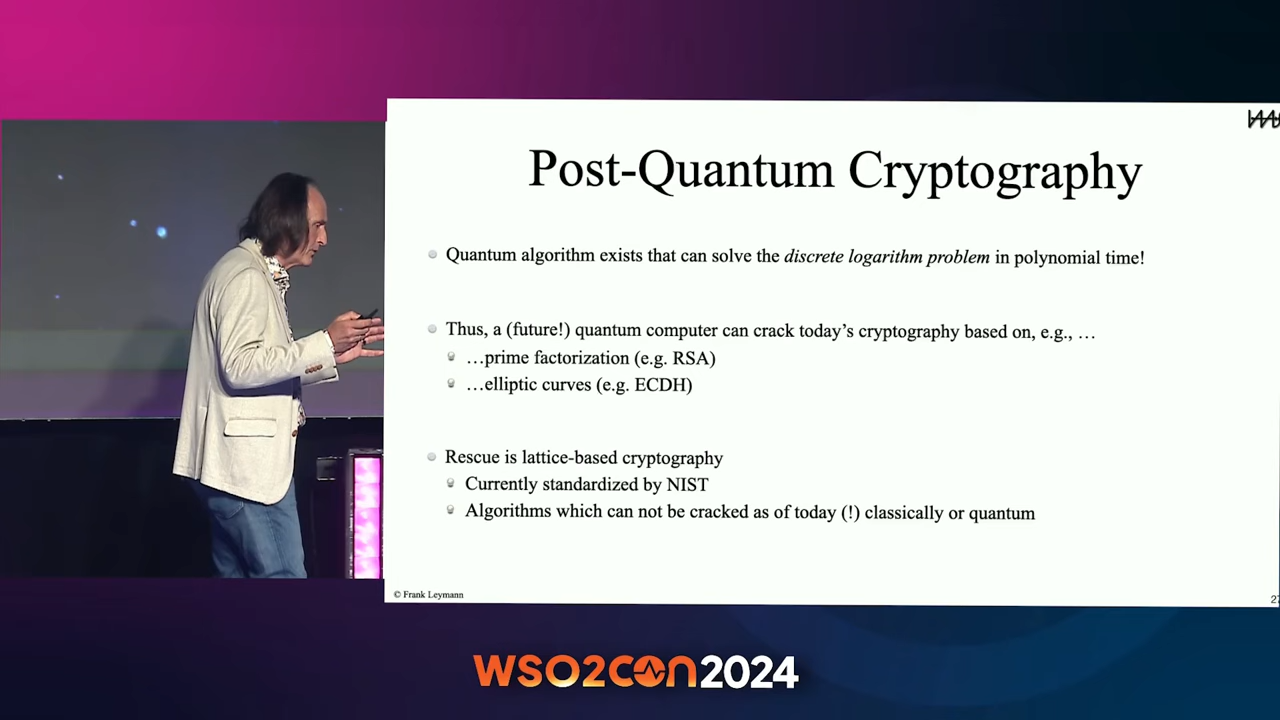 Post-Quantum Cryptography
Quantum algorithm exists that can solve the discrete logarithm problem in polynomial time!
Thus, a (future!) quantum computer can crack today’s cryptography based on, e.g., …
…prime factorization (e.g. RSA)
…elliptic curves (e.g. ECDH)
Rescue is lattice-based cryptography
Currently standardized by NIST
Algorithms which can not be cracked as of today (!) classically or quantum
© Frank Leymann
WSO2CON2024